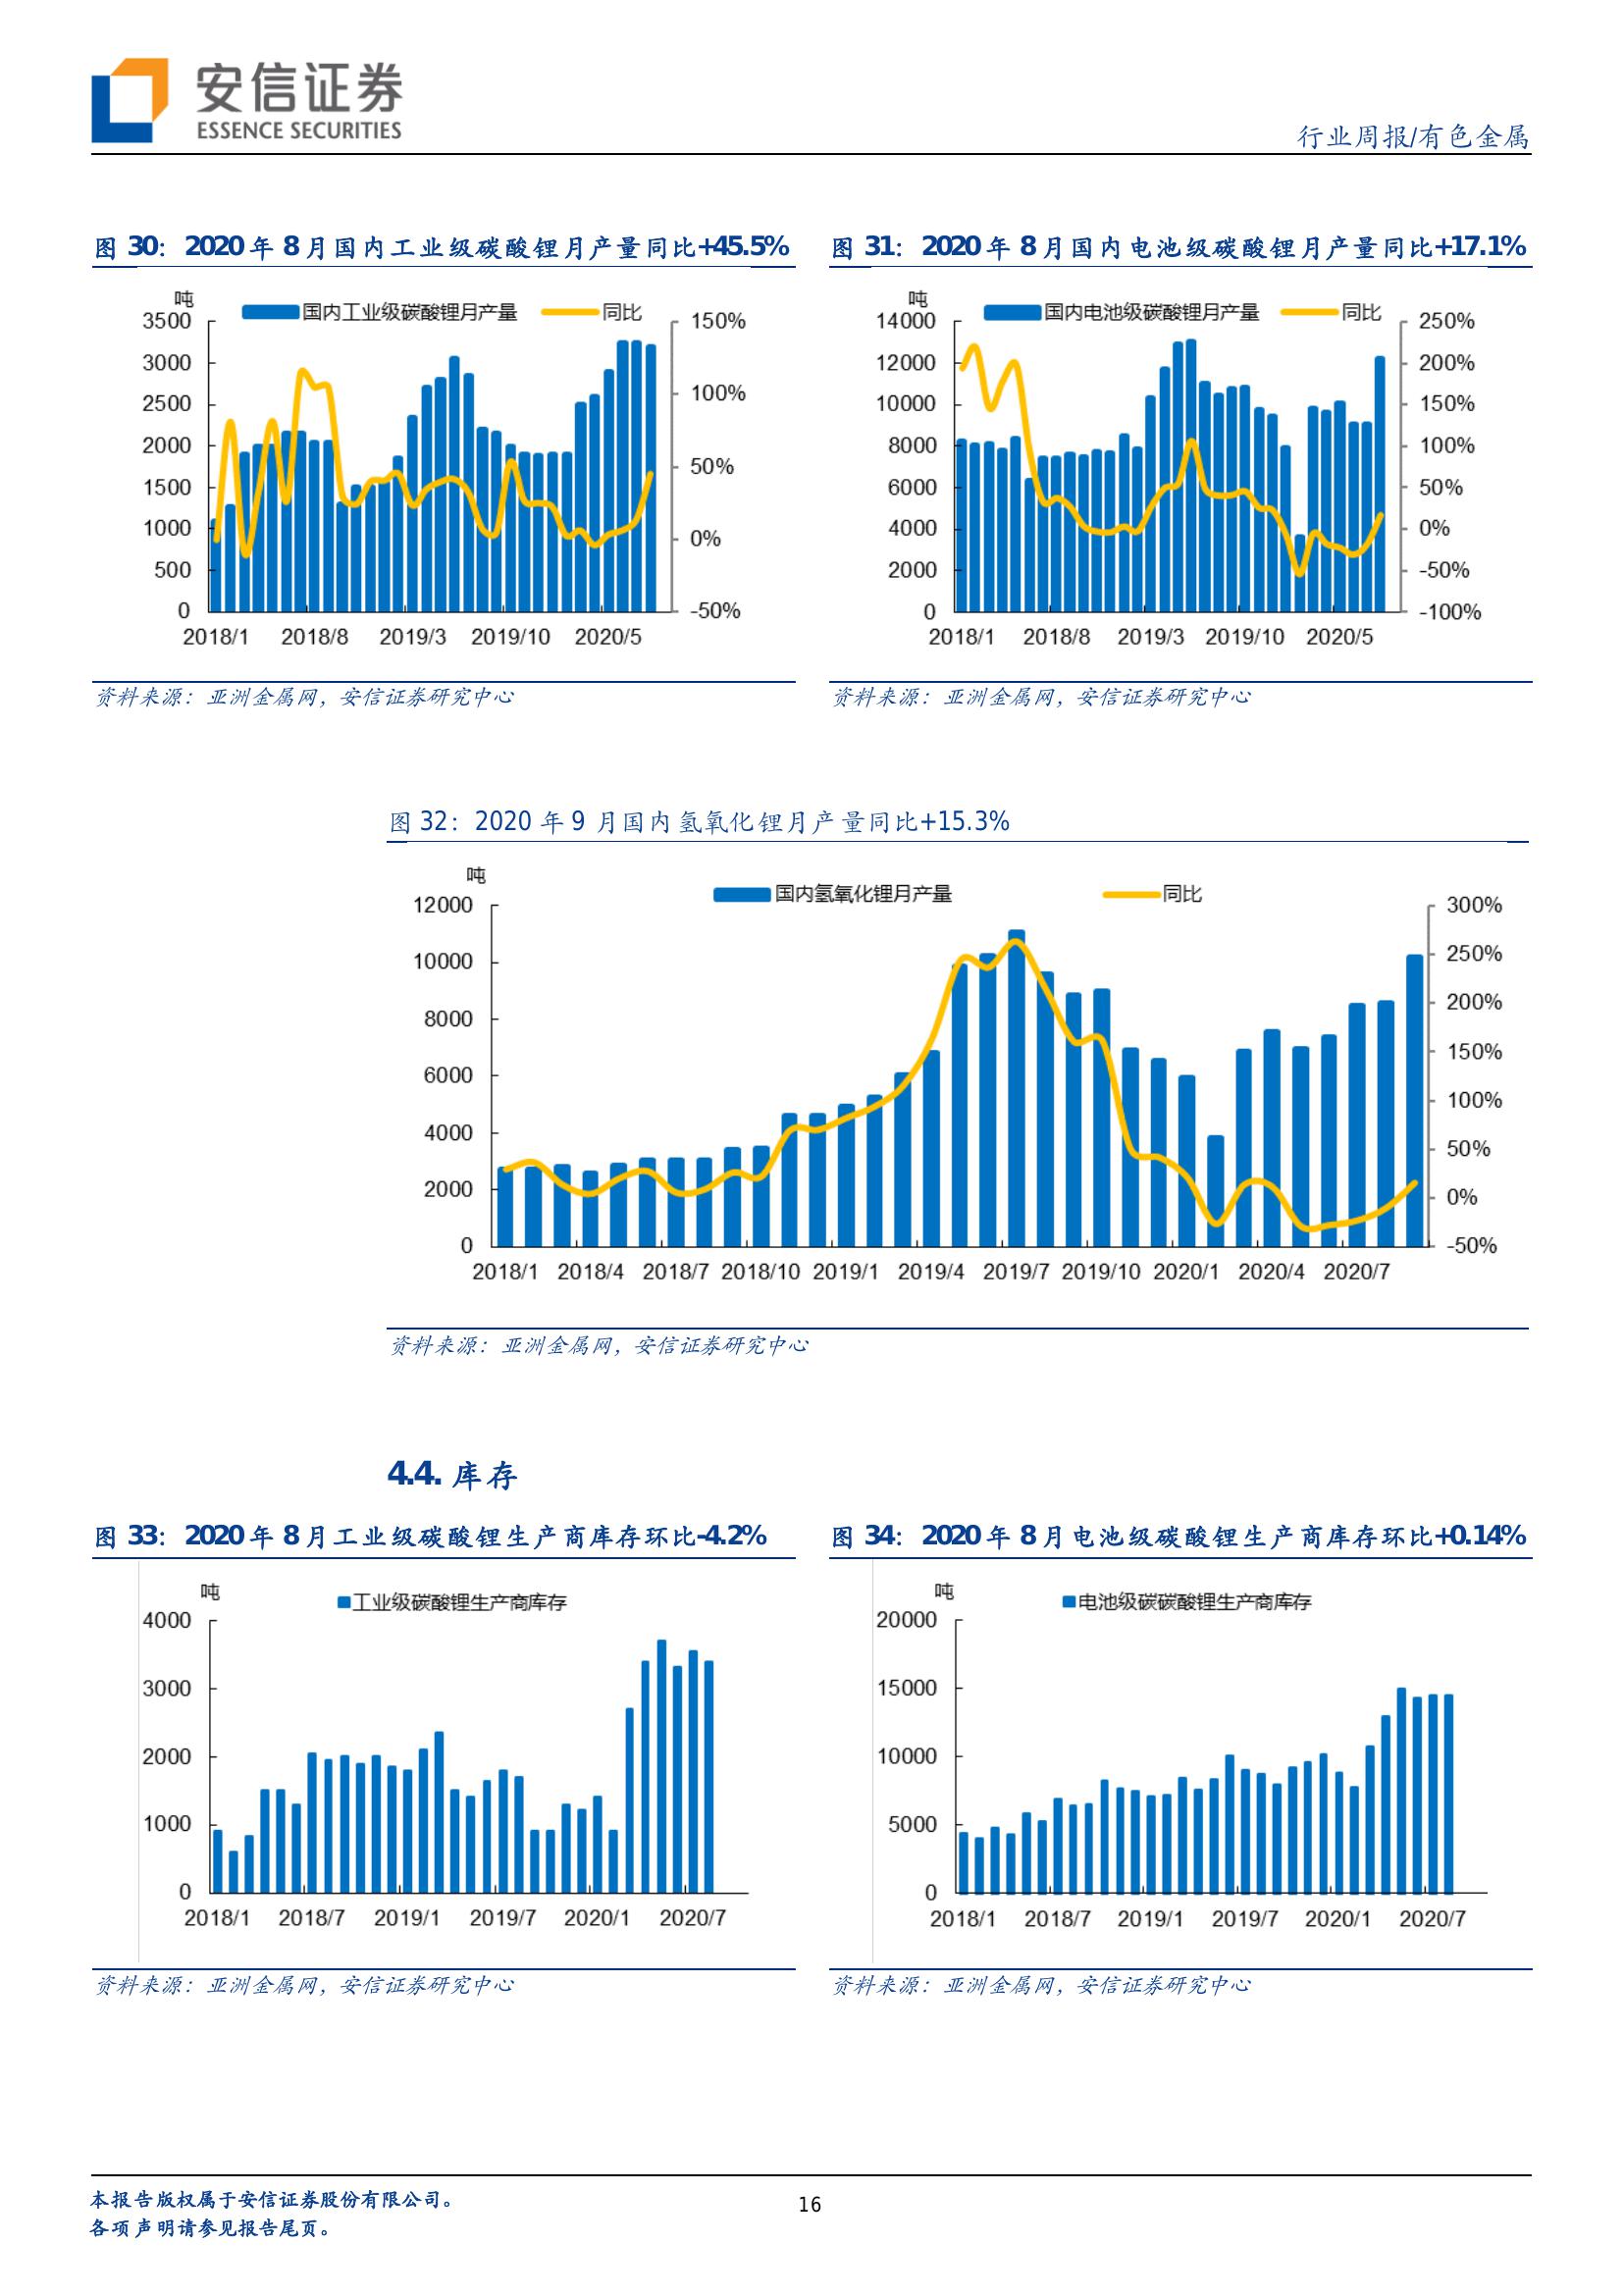 安信证券
ESSENCE SECURITIES
行业周报/有色金属
图 30：2020 年 8 月国内工业级碳酸锂月产量同比+45.5%
吨
国内工业级碳酸锂月产量 同比
3500
3000
2500
2000
1500
1000
500
0
150%
100%
50%
0%
-50%
2018/1 2018/8 2019/3 2019/10 2020/5
资料来源：亚洲金属网，安信证券研究中心
图 31：2020 年 8 月国内电池级碳酸锂月产量同比+17.1%
吨
国内电池级碳酸锂月产量 同比
14000
12000
10000
8000
6000
4000
2000
0
250%
200%
150%
100%
50%
0%
-50%
-100%
2018/1 2018/8 2019/3 2019/10 2020/5
资料来源：亚洲金属网，安信证券研究中心
图 32：2020 年 9 月国内氢氧化锂月产量同比+15.3%
吨
国内氢氧化锂月产量 同比
12000
10000
8000
6000
4000
2000
0
300%
250%
200%
150%
100%
50%
0%
-50%
2018/1 2018/4 2018/7 2018/10 2019/1 2019/4 2019/7 2019/10 2020/1 2020/4 2020/7
资料来源：亚洲金属网，安信证券研究中心
4.4. 库存
图 33：2020 年 8 月工业级碳酸锂生产商库存环比-4.2%
吨
工业级碳酸锂生产商库存
4000
3000
2000
1000
0
2018/1 2018/7 2019/1 2019/7 2020/1 2020/7
资料来源：亚洲金属网，安信证券研究中心
图 34：2020 年 8 月电池级碳酸锂生产商库存环比+0.14%
吨
电池级碳碳酸锂生产商库存
20000
15000
10000
5000
0
2018/1 2018/7 2019/1 2019/7 2020/1 2020/7
资料来源：亚洲金属网，安信证券研究中心
本报告版权属于安信证券股份有限公司。
各项声明请参见报告尾页。
16